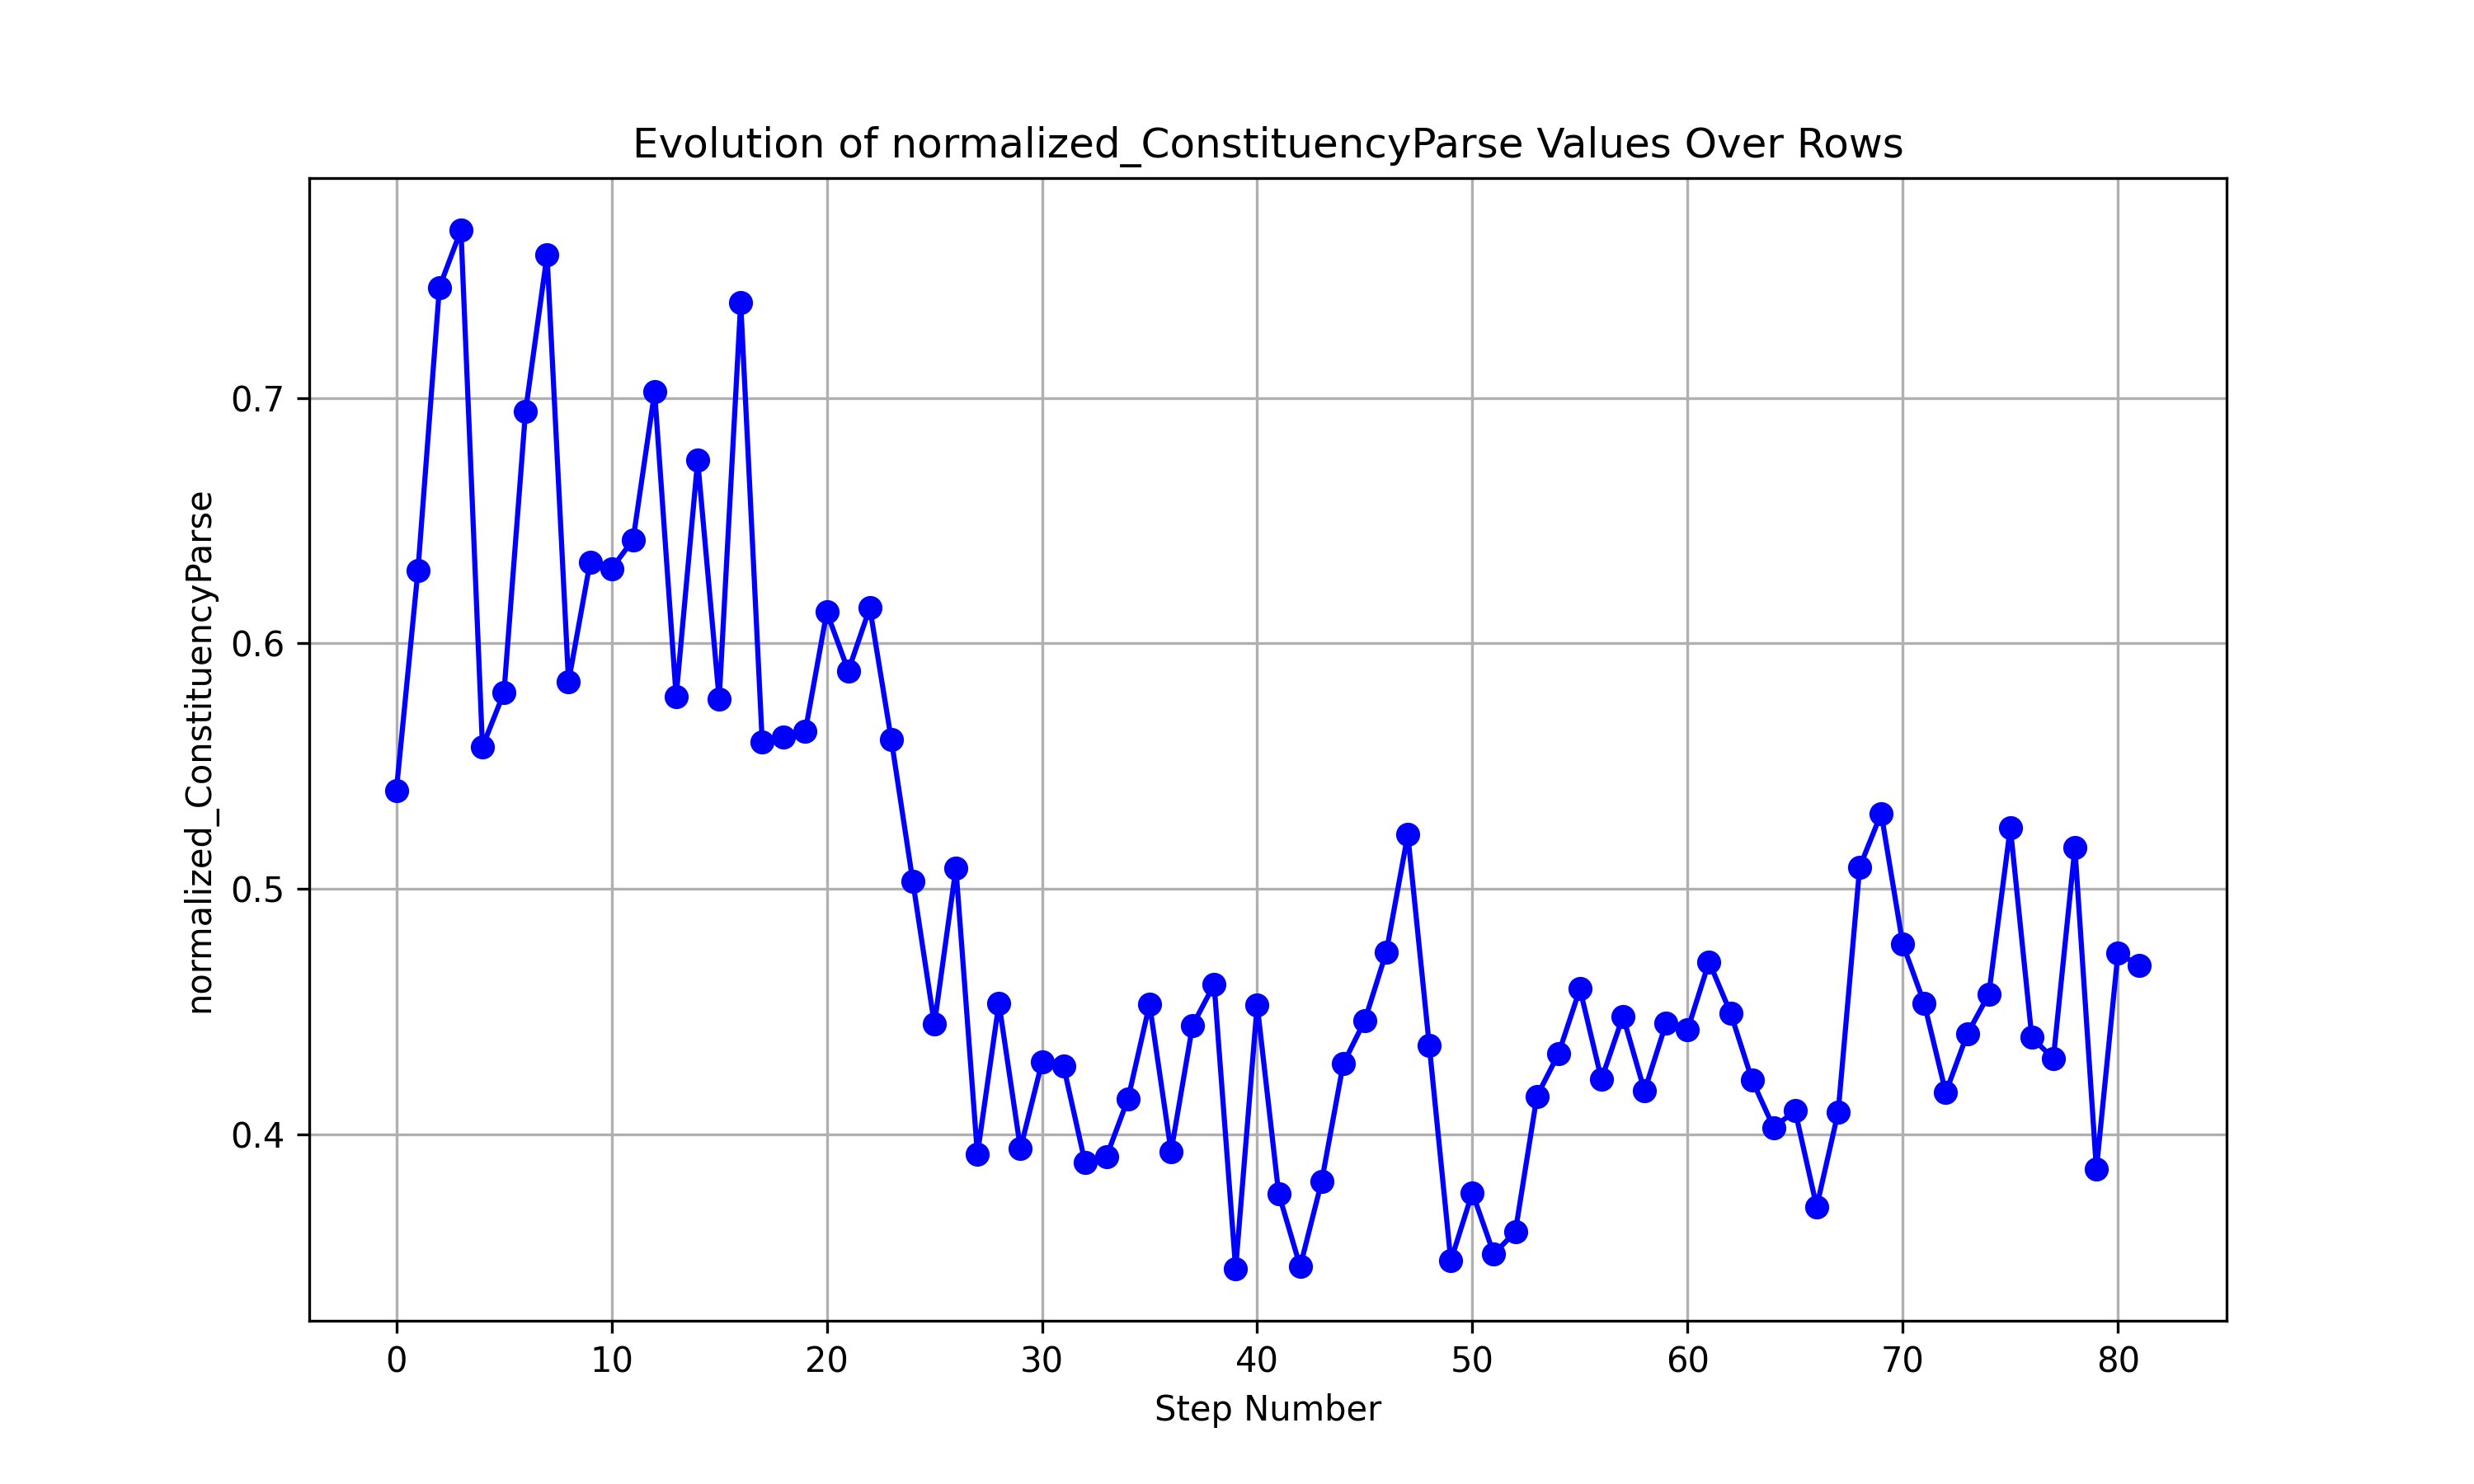 Evolution of normalized_ConstituencyParse Values Over Rows
normalized_ConstituencyParse
0.7
0.6
0.5
0.4
0 10 20 30 40 50 60 70 80
Step Number